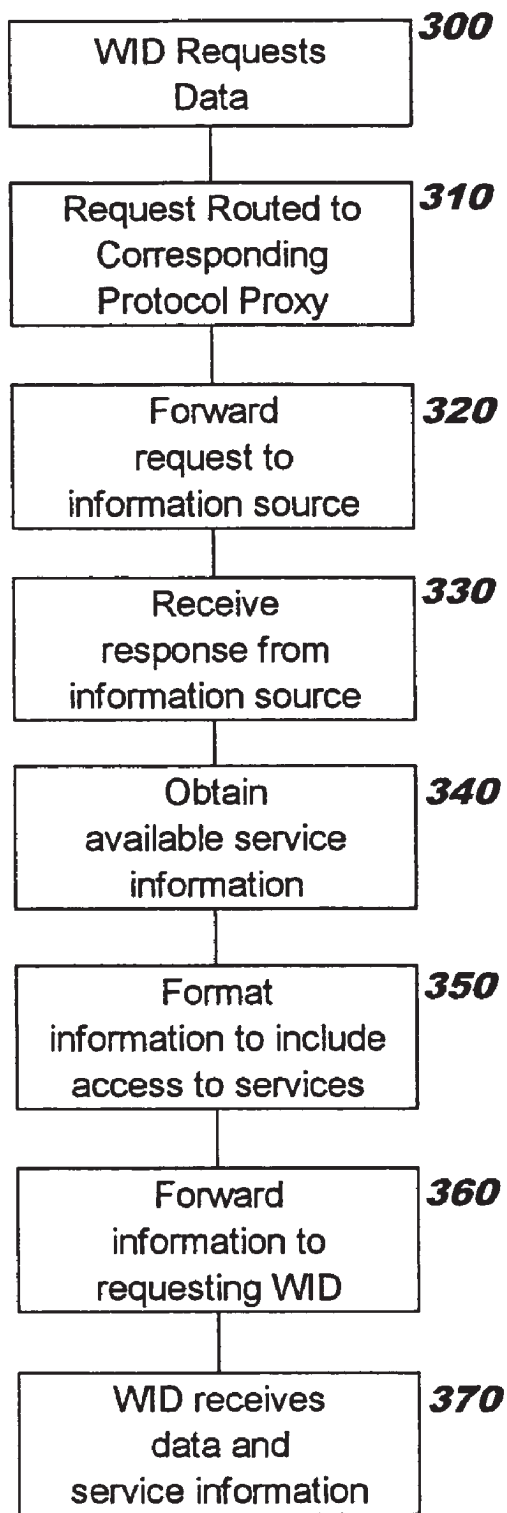 300
WID Requests
Data
310
Request Routed to
Corresponding
Protocol Proxy
320
Forward
request to
information source
330
Receive
response from
information source
340
Obtain
available service
information
350
Format
information to include
access to services
360
Forward
information to
requesting WID
370
WID receives
data and
service information